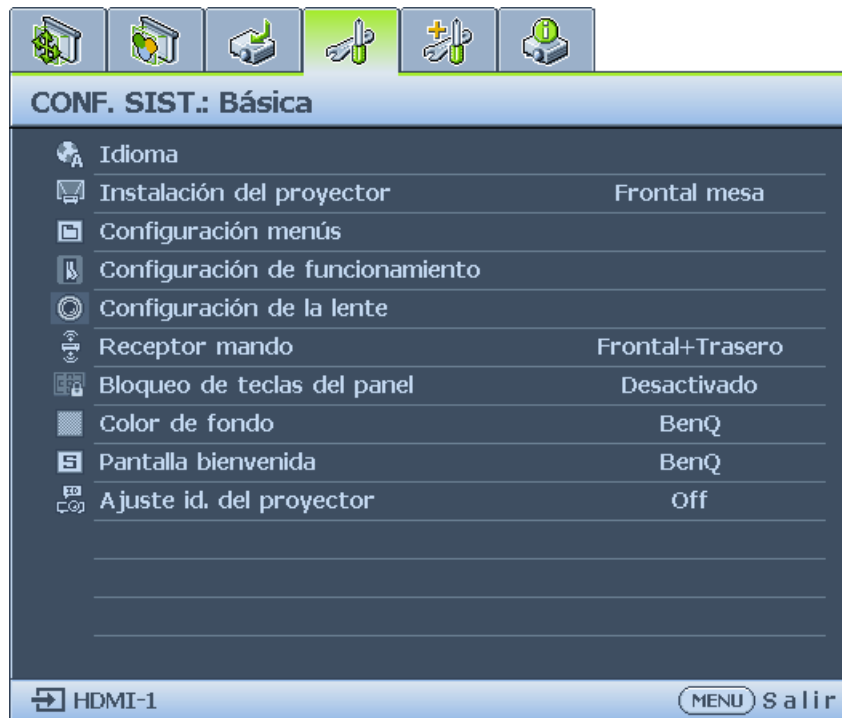 CONF. SIST.: Básica
Idioma
Instalación del proyector Frontal mesa
Configuración menús
Configuración de funcionamiento
Configuración de la lente
Receptor mando Frontal+Trasero
Bloqueo de teclas del panel Desactivado
Color de fondo BenQ
Pantalla bienvenida BenQ
Ajuste id. del proyector Off
HDMI-1 MENU Salir